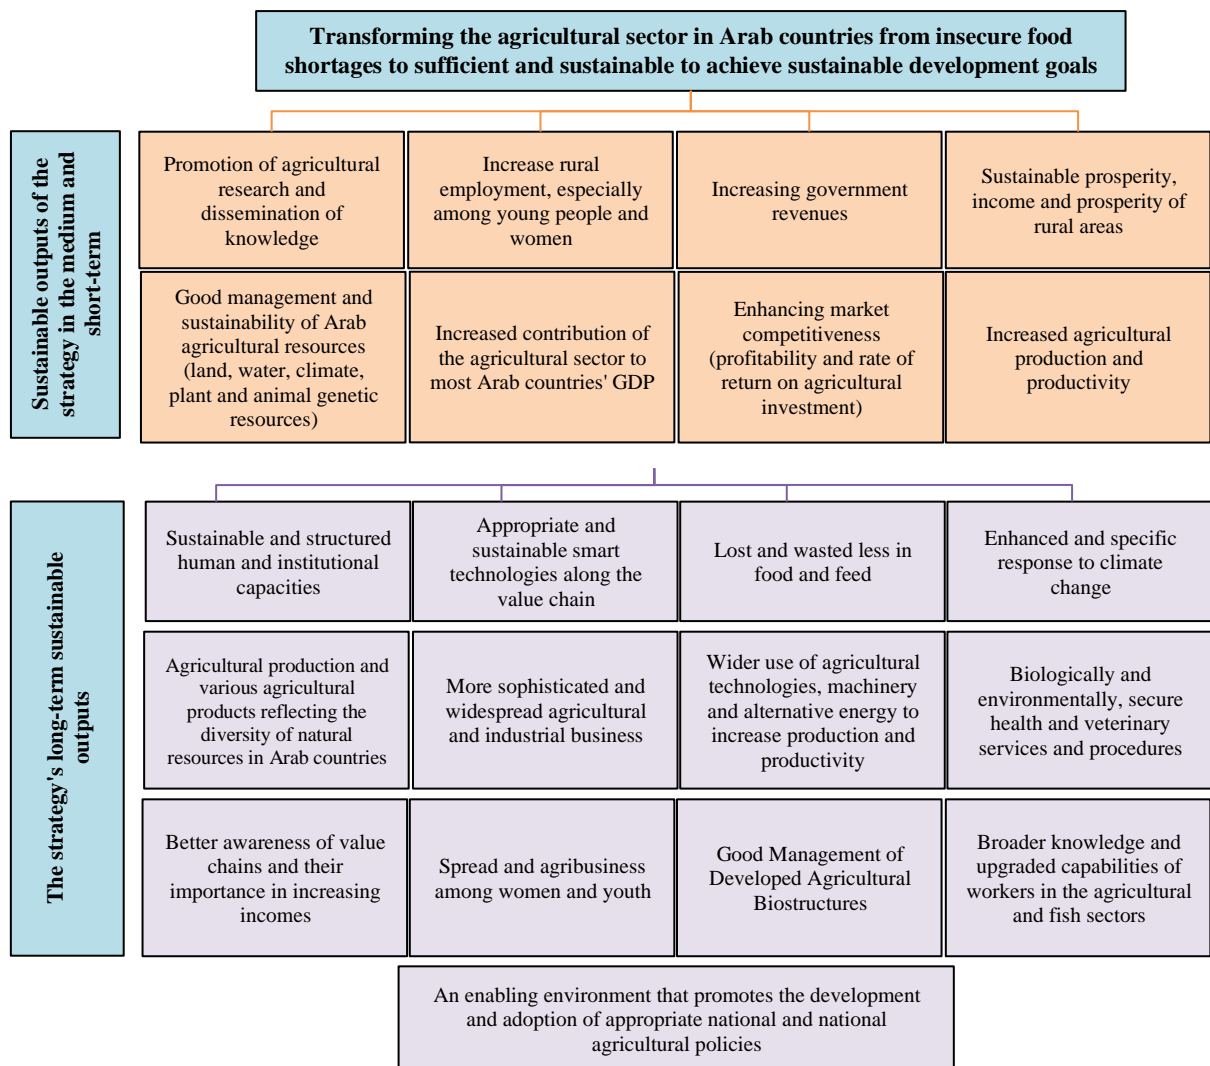 Transforming the agricultural sector in Arab countries from insecure food
shortages to sufficient and sustainable to achieve sustainable development goals
Sustainable outputs of the
strategy in the medium and
short-term
Promotion of agricultural
research and
dissemination of
knowledge
Increase rural
employment, especially
among young people and
women
Increasing government
revenues
Sustainable prosperity,
income and prosperity of
rural areas
Good management and
sustainability of Arab
agricultural resources
(land, water, climate,
plant and animal genetic
resources)
Increased contribution of
the agricultural sector to
most Arab countries' GDP
Enhancing market
competitiveness
(profitability and rate of
return on agricultural
investment)
Increased agricultural
production and
productivity
The strategy's long-term sustainable
outputs
Sustainable and structured
human and institutional
capacities
Appropriate and
sustainable smart
technologies along the
value chain
Lost and wasted less in
food and feed
Enhanced and specific
response to climate
change
Agricultural production and
various agricultural
products reflecting the
diversity of natural
resources in Arab countries
More sophisticated and
widespread agricultural
and industrial business
Wider use of agricultural
technologies, machinery
and alternative energy to
increase production and
productivity
Biologically and
environmentally, secure
health and veterinary
services and procedures
Better awareness of value
chains and their
importance in increasing
incomes
Spread and agribusiness
among women and youth
Good Management of
Developed Agricultural
Biostructures
Broader knowledge and
upgraded capabilities of
workers in the agricultural
and fish sectors
An enabling environment that promotes the development
and adoption of appropriate national and national
agricultural policies